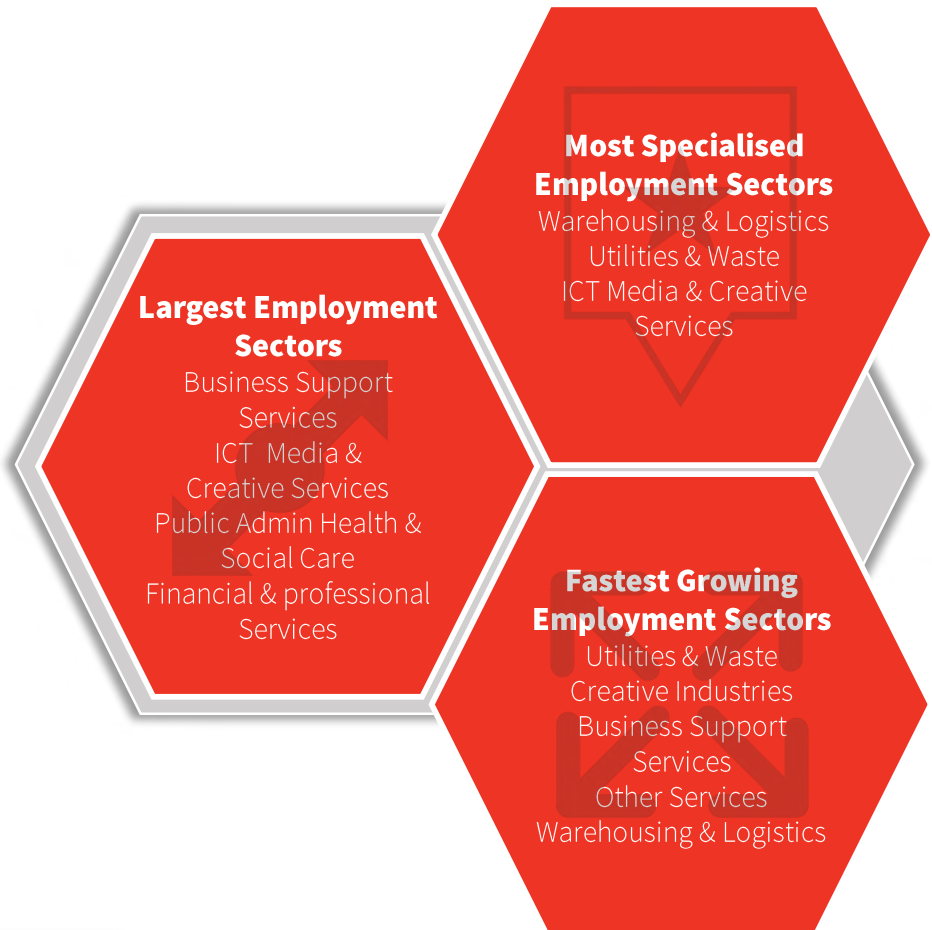 Most Specialised
Employment Sectors
Warehousing & Logistics
Utilities & Waste
ICT Media & Creative
Services
Largest Employment
Sectors
Business Support
Services
ICT  Media &
Creative Services
Public Admin Health &
Social Care
Financial & professional
Services
Fastest Growing
Employment Sectors
Utilities & Waste
Creative Industries
Business Support
Services
Other Services
Warehousing & Logistics